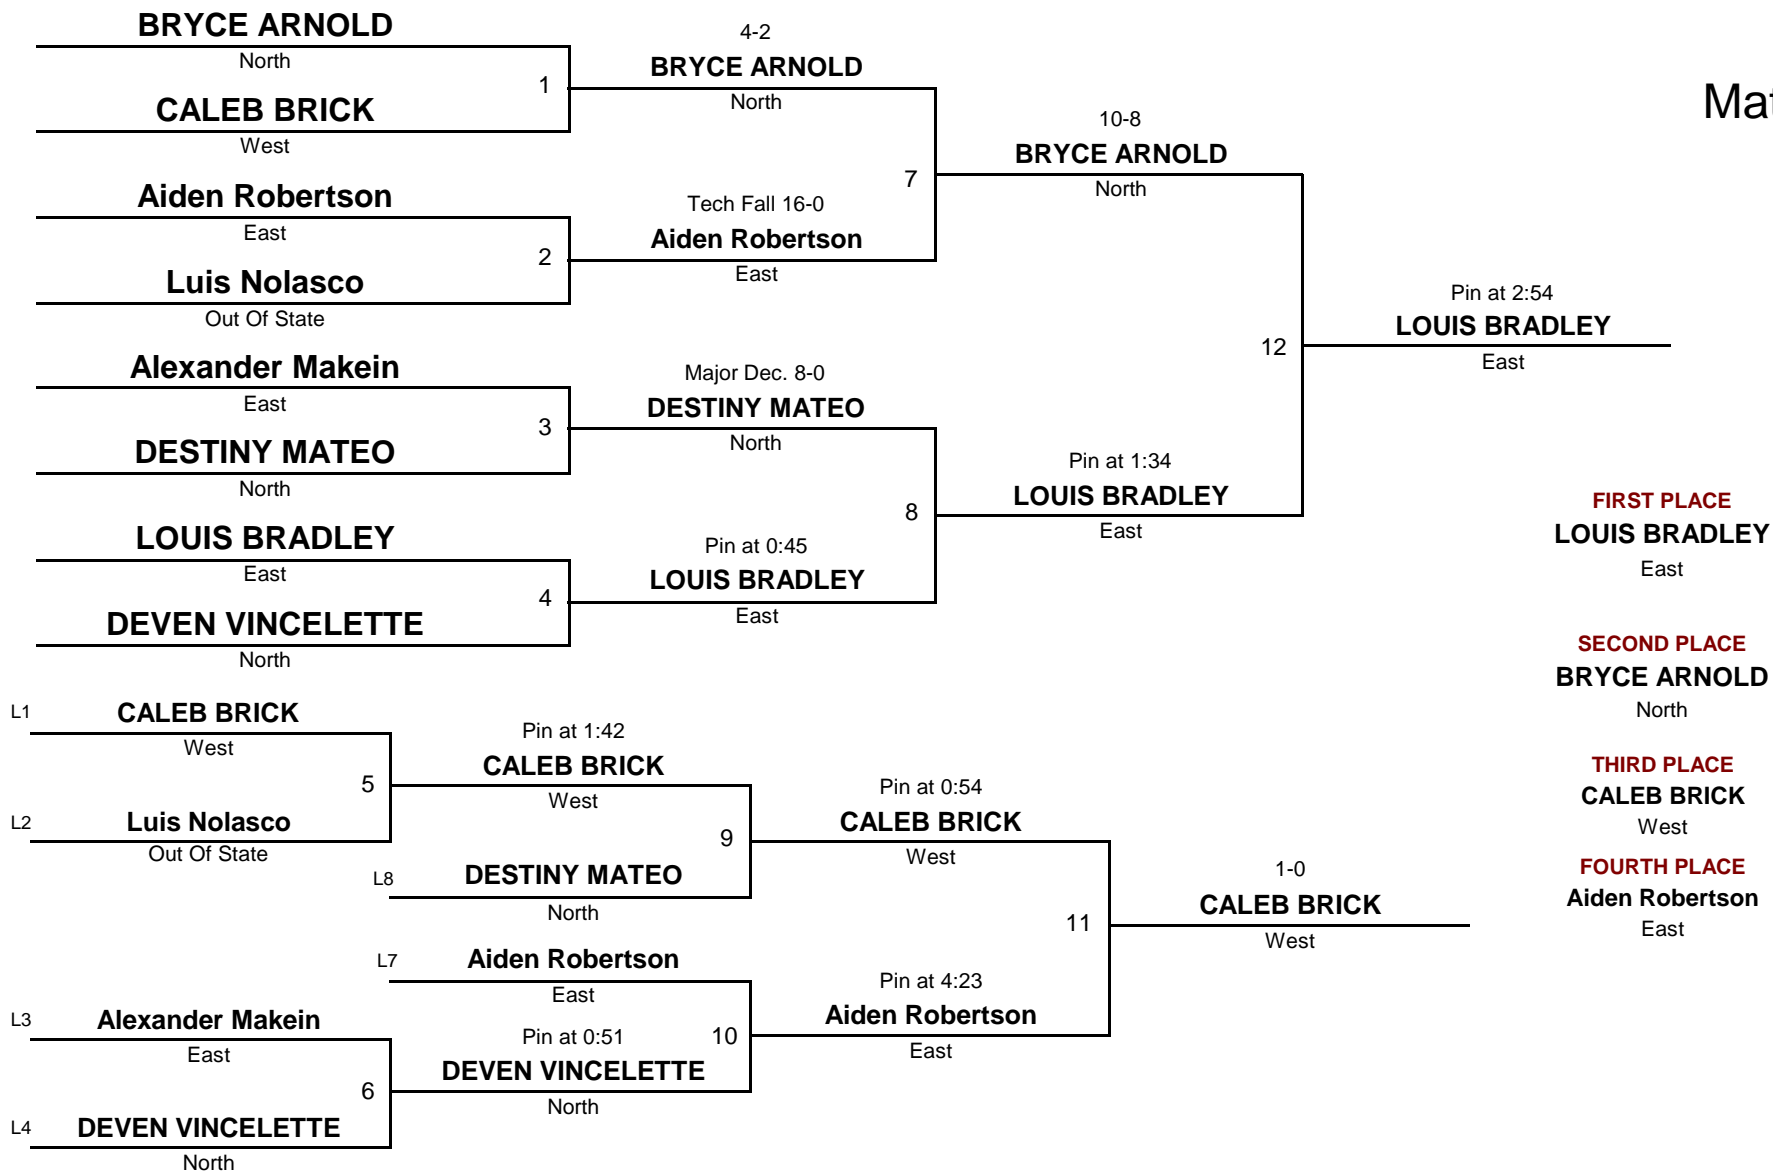 BRYCE ARNOLD
North
1
CALEB BRICK
West
Aiden Robertson
East
2
Luis Nolasco
Out Of State
Alexander Makein
East
3
DESTINY MATEO
North
LOUIS BRADLEY
East
4
DEVEN VINCELETTE
North
4-2
BRYCE ARNOLD
North
7
Tech Fall 16-0
Aiden Robertson
East
Major Dec. 8-0
DESTINY MATEO
North
8
Pin at 0:45
LOUIS BRADLEY
East
10-8
BRYCE ARNOLD
North
12
Pin at 1:34
LOUIS BRADLEY
East
Pin at 2:54
LOUIS BRADLEY
East
L1 CALEB BRICK
West
5
L2 Luis Nolasco
Out Of State
Pin at 1:42
CALEB BRICK
West
9
L8 DESTINY MATEO
North
L7 Aiden Robertson
East
10
L3 Alexander Makein
East
6
L4 DEVEN VINCELETTE
North
Pin at 0:51
DEVEN VINCELETTE
North
Pin at 0:54
CALEB BRICK
West
11
Pin at 4:23
Aiden Robertson
East
1-0
CALEB BRICK
West
FIRST PLACE
LOUIS BRADLEY
East
SECOND PLACE
BRYCE ARNOLD
North
THIRD PLACE
CALEB BRICK
West
FOURTH PLACE
Aiden Robertson
East